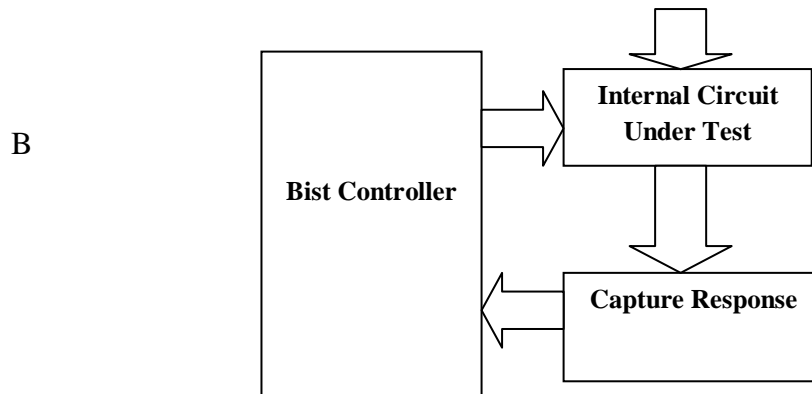 Internal Circuit
Under Test
B
Bist Controller
Capture Response